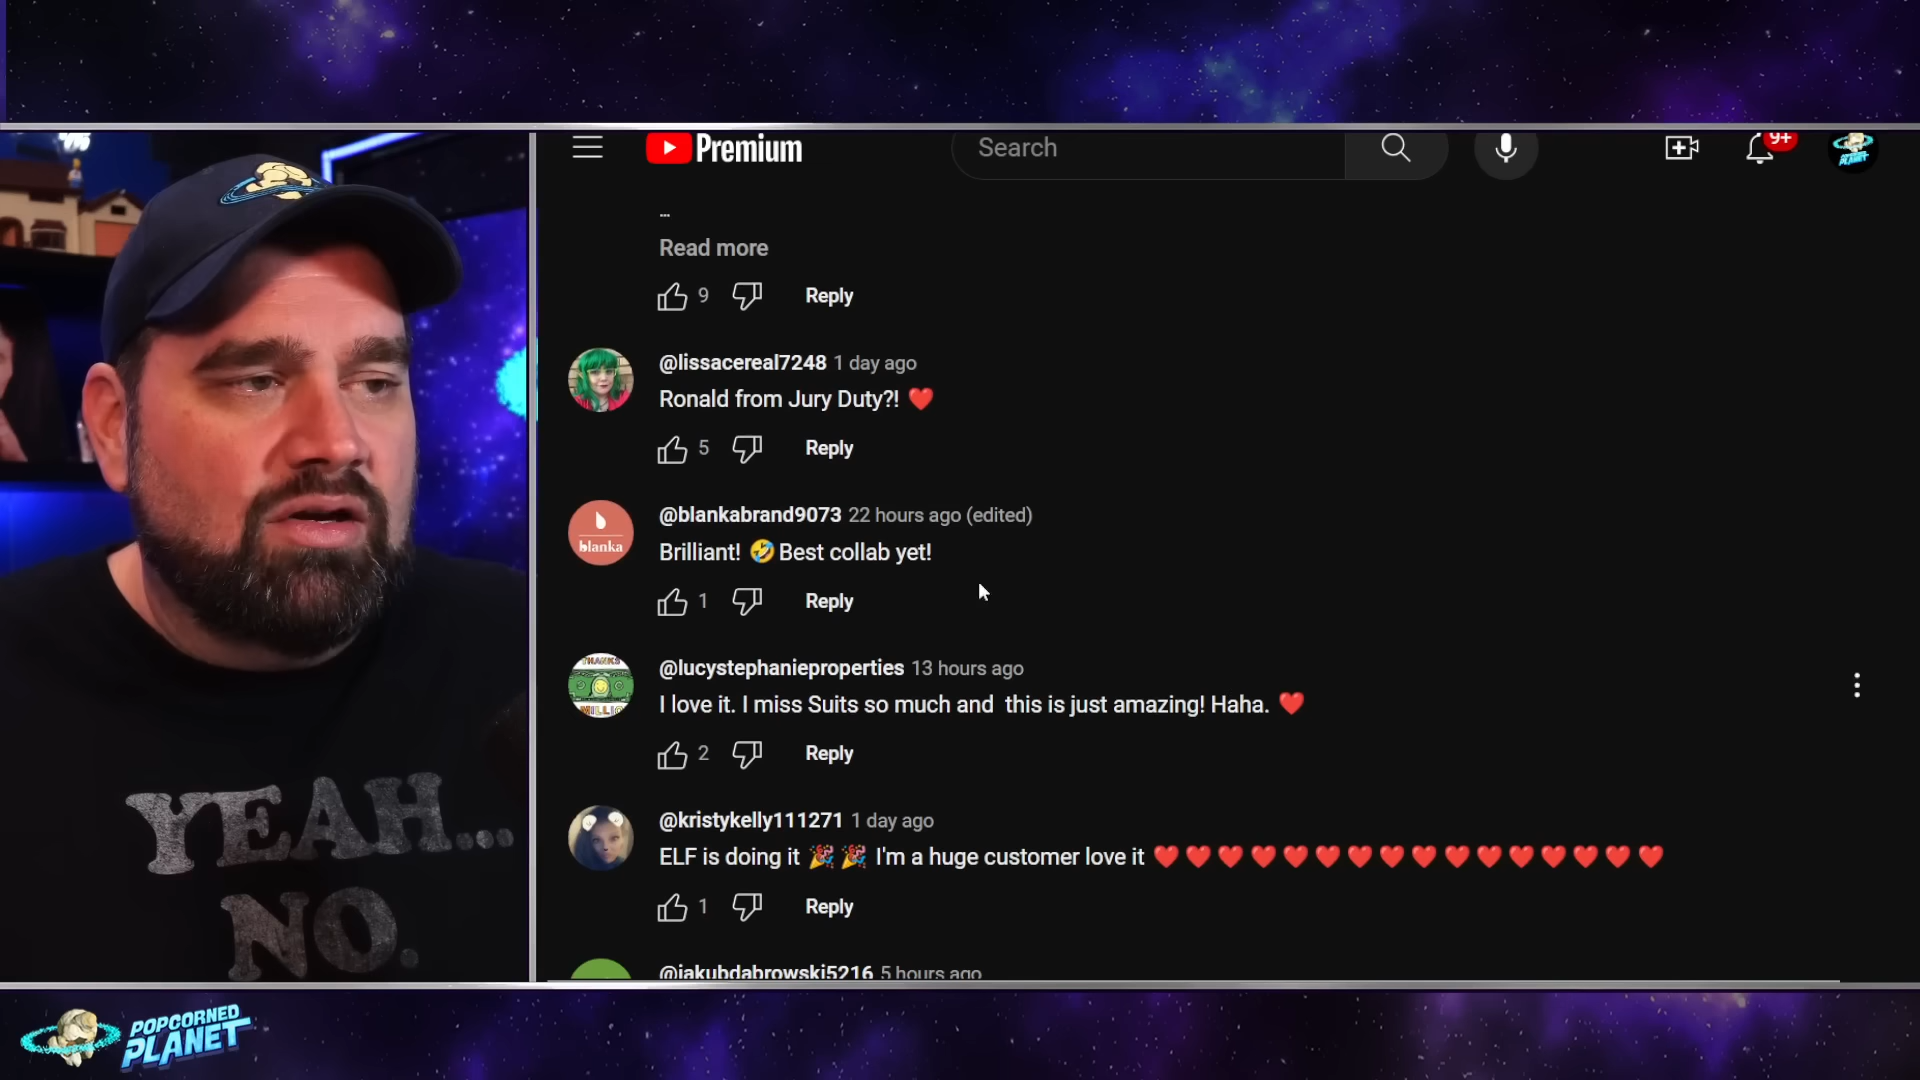 Premium
Search
9+
...
Read more
9
Reply
@lissacereal7248 1 day ago
Ronald from Jury Duty?! ❤️
5
Reply
blanka
@blankabrand9073 22 hours ago (edited)
Brilliant! 🤣 Best collab yet!
1
Reply
THANKS
MILLIO
@lucystephanieproperties 13 hours ago
I love it. I miss Suits so much and  this is just amazing! Haha. ❤️
2
Reply
@kristykelly111271 1 day ago
ELF is doing it 🎉 🎉 I'm a huge customer love it ❤️❤️❤️❤️❤️❤️❤️❤️❤️❤️❤️❤️❤️❤️❤️❤️
1
Reply
@jakubdabrowski5216 5 hours ago
YEAH...
NO.
POPCORNED
PLANET